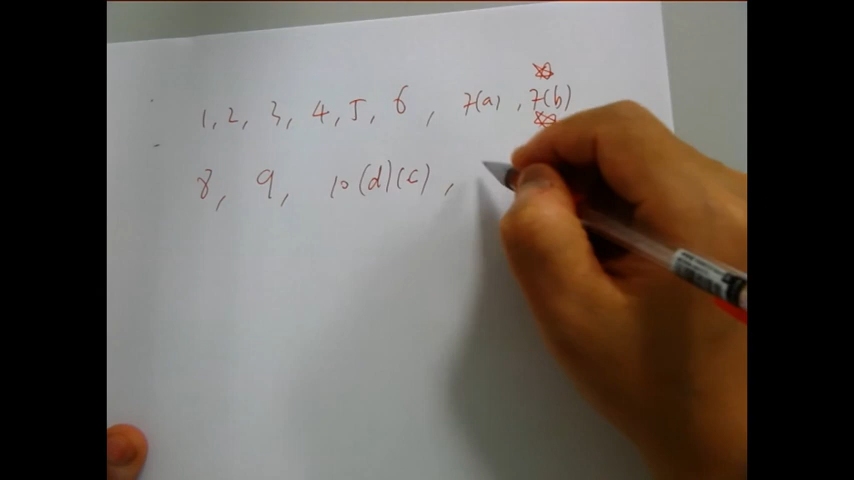 1, 2, 3, 4, 5, 6, 7(a), 7(b)
8, 9, 10(d)(c),